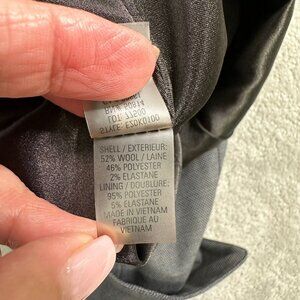 SHELL / EXTERIEUR:
52% WOOL / LAINE
46% POLYESTER
2% ELASTANE
LINING / DOUBLURE:
95% POLYESTER
5% ELASTANE
MADE IN VIETNAM
FABRIQUE AU
VIETNAM